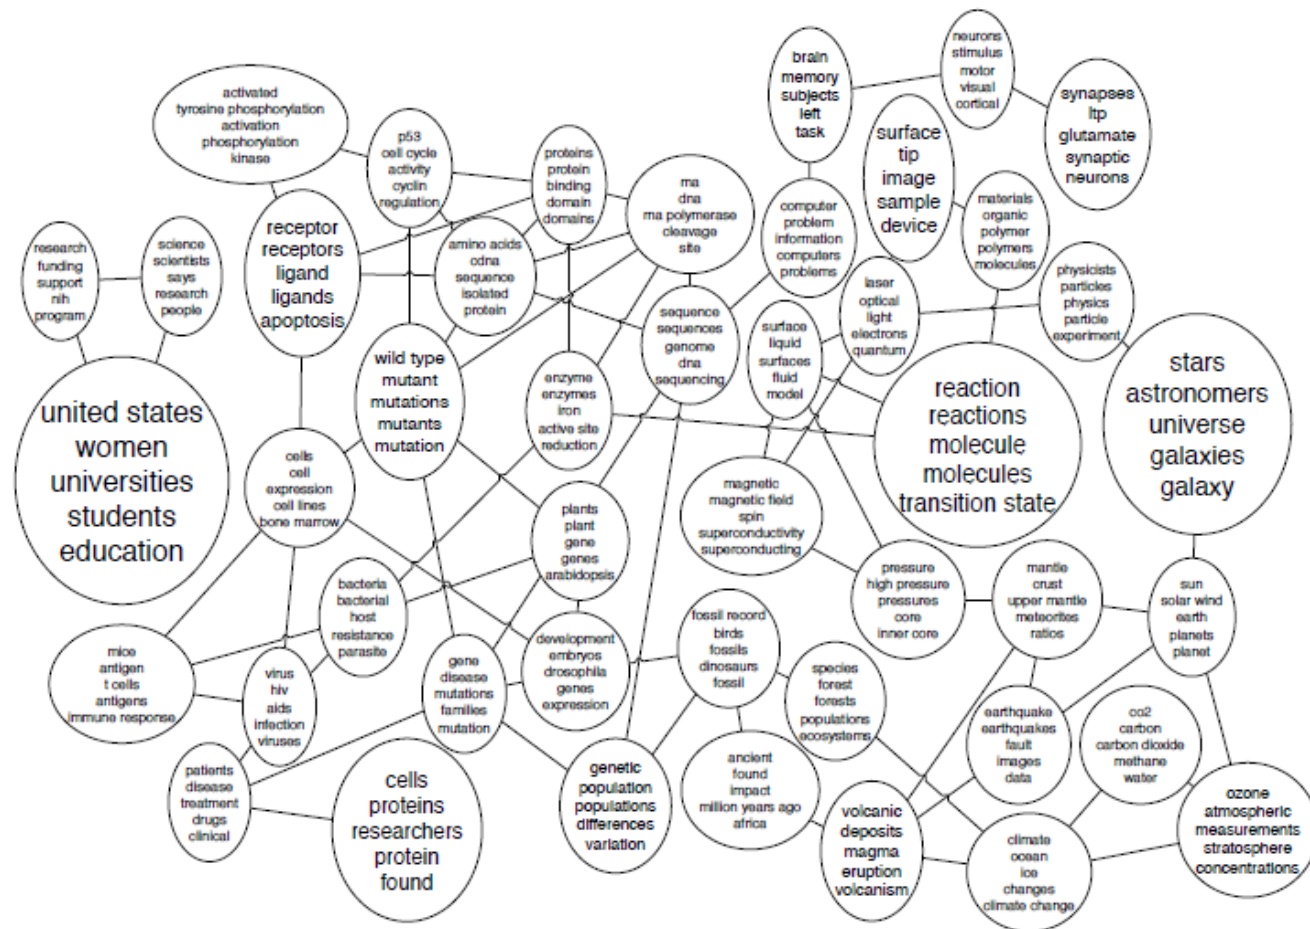 neurons
stimulus
motor
visual
cortical
brain
memory
subjects
left
task
synapses
ltp
glutamate
synaptic
neurons
activated
tyrosine phosphorylation
activation
phosphorylation
kinase
p53
cell cycle
activity
cyclin
regulation
proteins
protein
binding
domain
domains
rna
dna
rna polymerase
cleavage
site
surface
tip
image
sample
device
computer
problem
information
computers
problems
materials
organic
polymer
polymers
molecules
research
funding
support
nih
program
science
scientists
says
research
people
receptor
receptors
ligand
ligands
apoptosis
amino acids
cdna
sequence
isolated
protein
laser
optical
light
electrons
quantum
physicists
particles
physics
particle
experiment
sequence
sequences
genome
dna
sequencing
surface
liquid
surfaces
fluid
model
wild type
mutant
mutations
mutants
mutation
enzyme
enzymes
iron
active site
reduction
reaction
reactions
molecule
molecules
transition state
stars
astronomers
universe
galaxies
galaxy
united states
women
universities
students
education
cells
cell
expression
cell lines
bone marrow
magnetic
magnetic field
spin
superconductivity
superconducting
plants
plant
gene
genes
arabidopsis
pressure
high pressure
pressures
core
inner core
mantle
crust
upper mantle
meteorites
ratios
sun
solar wind
earth
planets
planet
bacteria
bacterial
host
resistance
parasite
mice
antigen
t cells
antigens
immune response
virus
hiv
aids
infection
viruses
gene
disease
mutations
families
mutation
development
embryos
drosophila
genes
expression
fossil record
birds
fossils
dinosaurs
fossil
species
forest
forests
populations
ecosystems
earthquake
earthquakes
fault
images
data
co2
carbon
carbon dioxide
methane
water
patients
disease
treatment
drugs
clinical
cells
proteins
researchers
protein
found
genetic
population
populations
differences
variation
ancient
found
impact
million years ago
africa
volcanic
deposits
magma
eruption
volcanism
climate
ocean
ice
changes
climate change
ozone
atmospheric
measurements
stratosphere
concentrations